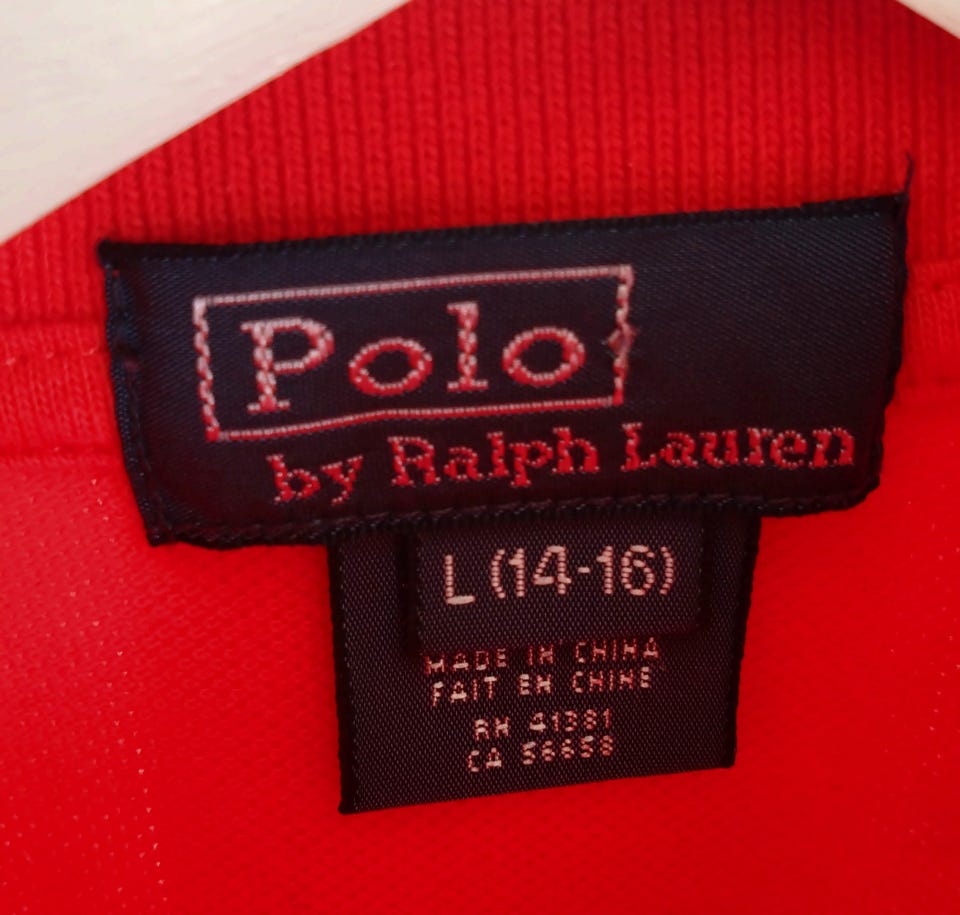 Polo
by Ralph Lauren
L (14-16)
MADE IN CHINA
FAIT EN CHINE
RN 41381
CA 56658